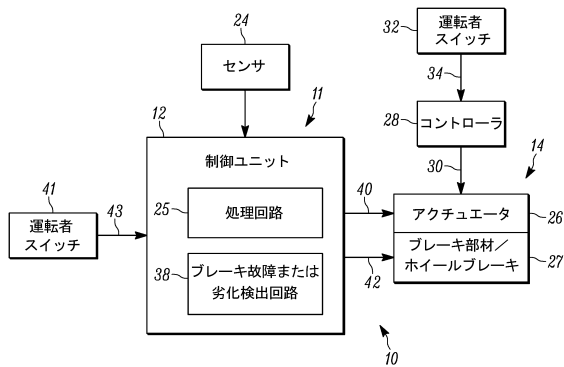 24
センサ
32
運転者
スイッチ
34
11
12
28
コントローラ
30
14
制御ユニット
41
運転者
スイッチ
43
25
処理回路
40
アクチュエータ
26
38
ブレーキ故障または
劣化検出回路
42
ブレーキ部材／
ホイールブレーキ
27
10